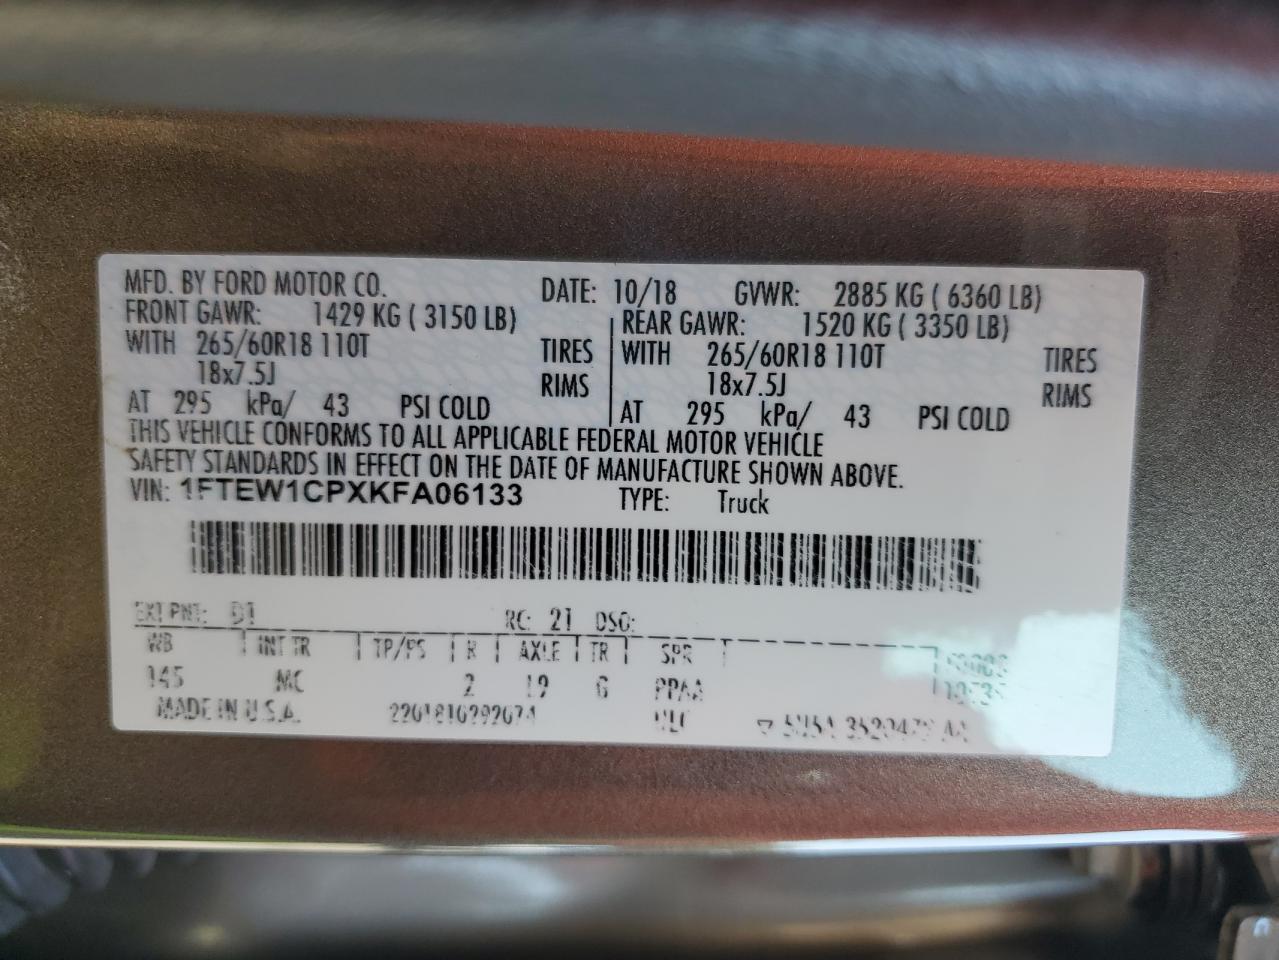 MFD. BY FORD MOTOR CO. DATE: 10/18 GVWR: 2885 KG ( 6360 LB)
FRONT GAWR: 1429 KG ( 3150 LB) REAR GAWR: 1520 KG ( 3350 LB)
WITH 265/60R18 110T TIRES WITH 265/60R18 110T TIRES
18x7.5J RIMS 18x7.5J RIMS
AT 295 kPa/ 43 PSI COLD AT 295 kPa/ 43 PSI COLD
THIS VEHICLE CONFORMS TO ALL APPLICABLE FEDERAL MOTOR VEHICLE
SAFETY STANDARDS IN EFFECT ON THE DATE OF MANUFACTURE SHOWN ABOVE.
VIN: 1FTEW1CPXKFA06133 TYPE: Truck
EXT PNT: D1 RC: 21 DSO:
WB INT TR TP/PS R AXLE TR SPR
145 MC 2 19 6 PPAA
MADE IN U.S.A.